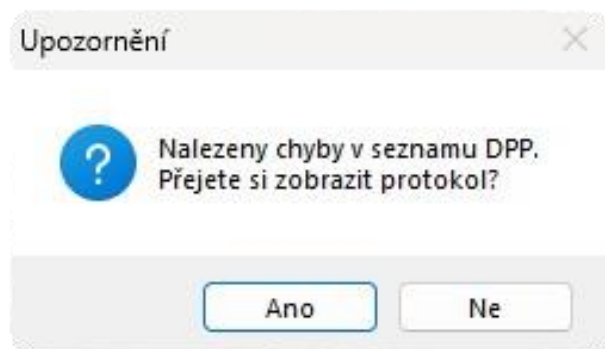 Upozornění
Nalezeny chyby v seznamu DPP.
Přejete si zobrazit protokol?
Ano
Ne